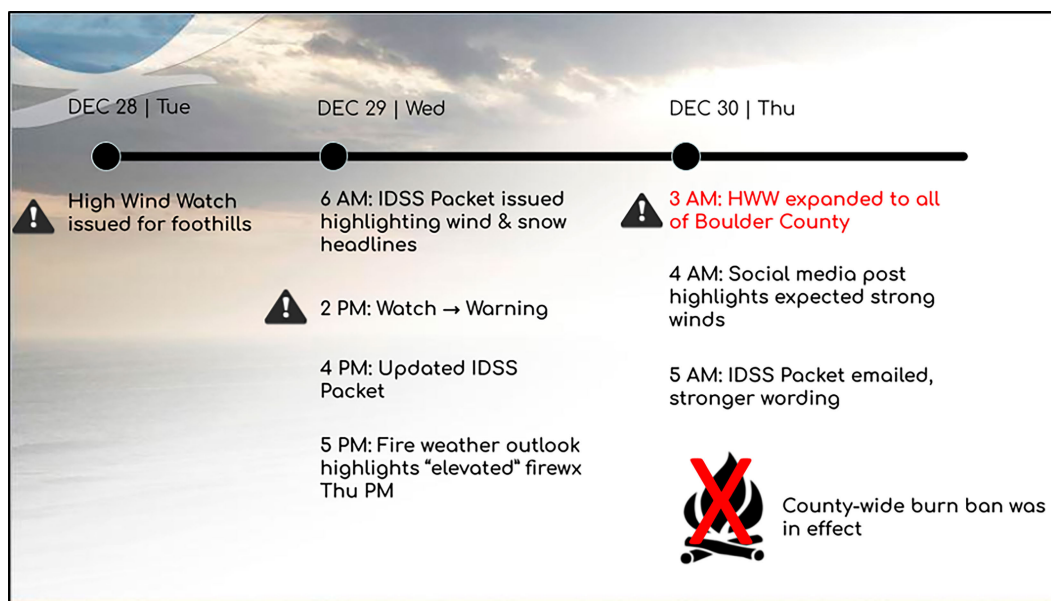 DEC 28 | Tue
High Wind Watch
issued for foothills
DEC 29 | Wed
6 AM: IDSS Packet issued
highlighting wind & snow
headlines
2 PM: Watch → Warning
4 PM: Updated IDSS
Packet
5 PM: Fire weather outlook
highlights “elevated” firewx
Thu PM
DEC 30 | Thu
3 AM: HWW expanded to all
of Boulder County
4 AM: Social media post
highlights expected strong
winds
5 AM: IDSS Packet emailed,
stronger wording
County-wide burn ban was
in effect